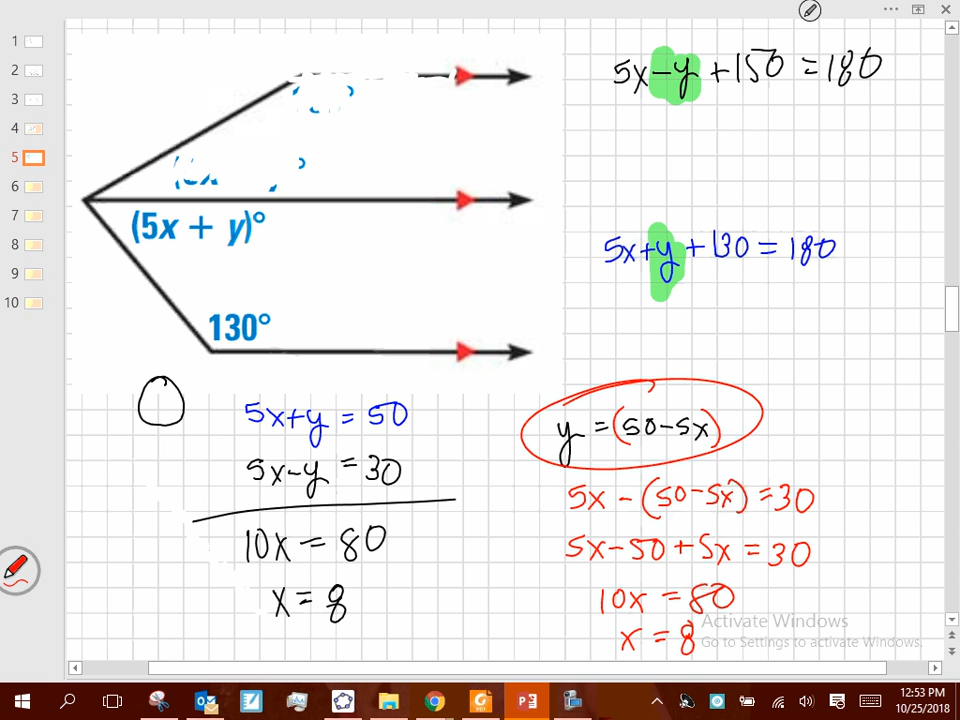 1
2
3
4
5
6
7
8
9
10
5x-y+150=180
(5x + y)°
5x+y+130=180
130°
5x+y=50
5x-y=30
10x=80
x=8
y=(50-5x)
5x-(50-5x)=30
5x-50+5x=30
10x=80
x=8
Activate Windows
Go to Settings to activate Windows.
12:53 PM
10/25/2018